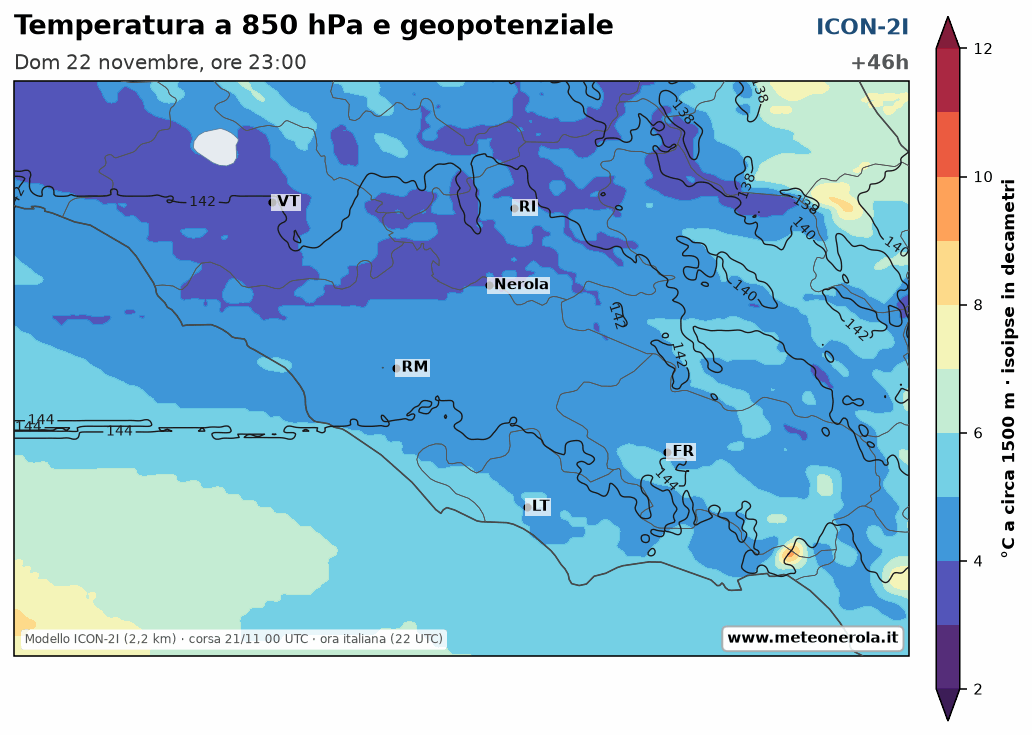 Temperatura a 850 hPa e geopotenziale
ICON-2I
Dom 22 novembre, ore 23:00
+46h
12
10
8
6
4
2
°C a circa 1500 m · isoipse in decametri
138
138
138
138
140
140
140
142
142
142
142
144
144
144
144
VT
RI
Nerola
RM
FR
LT
Modello ICON-2I (2,2 km) · corsa 21/11 00 UTC · ora italiana (22 UTC)
www.meteonerola.it